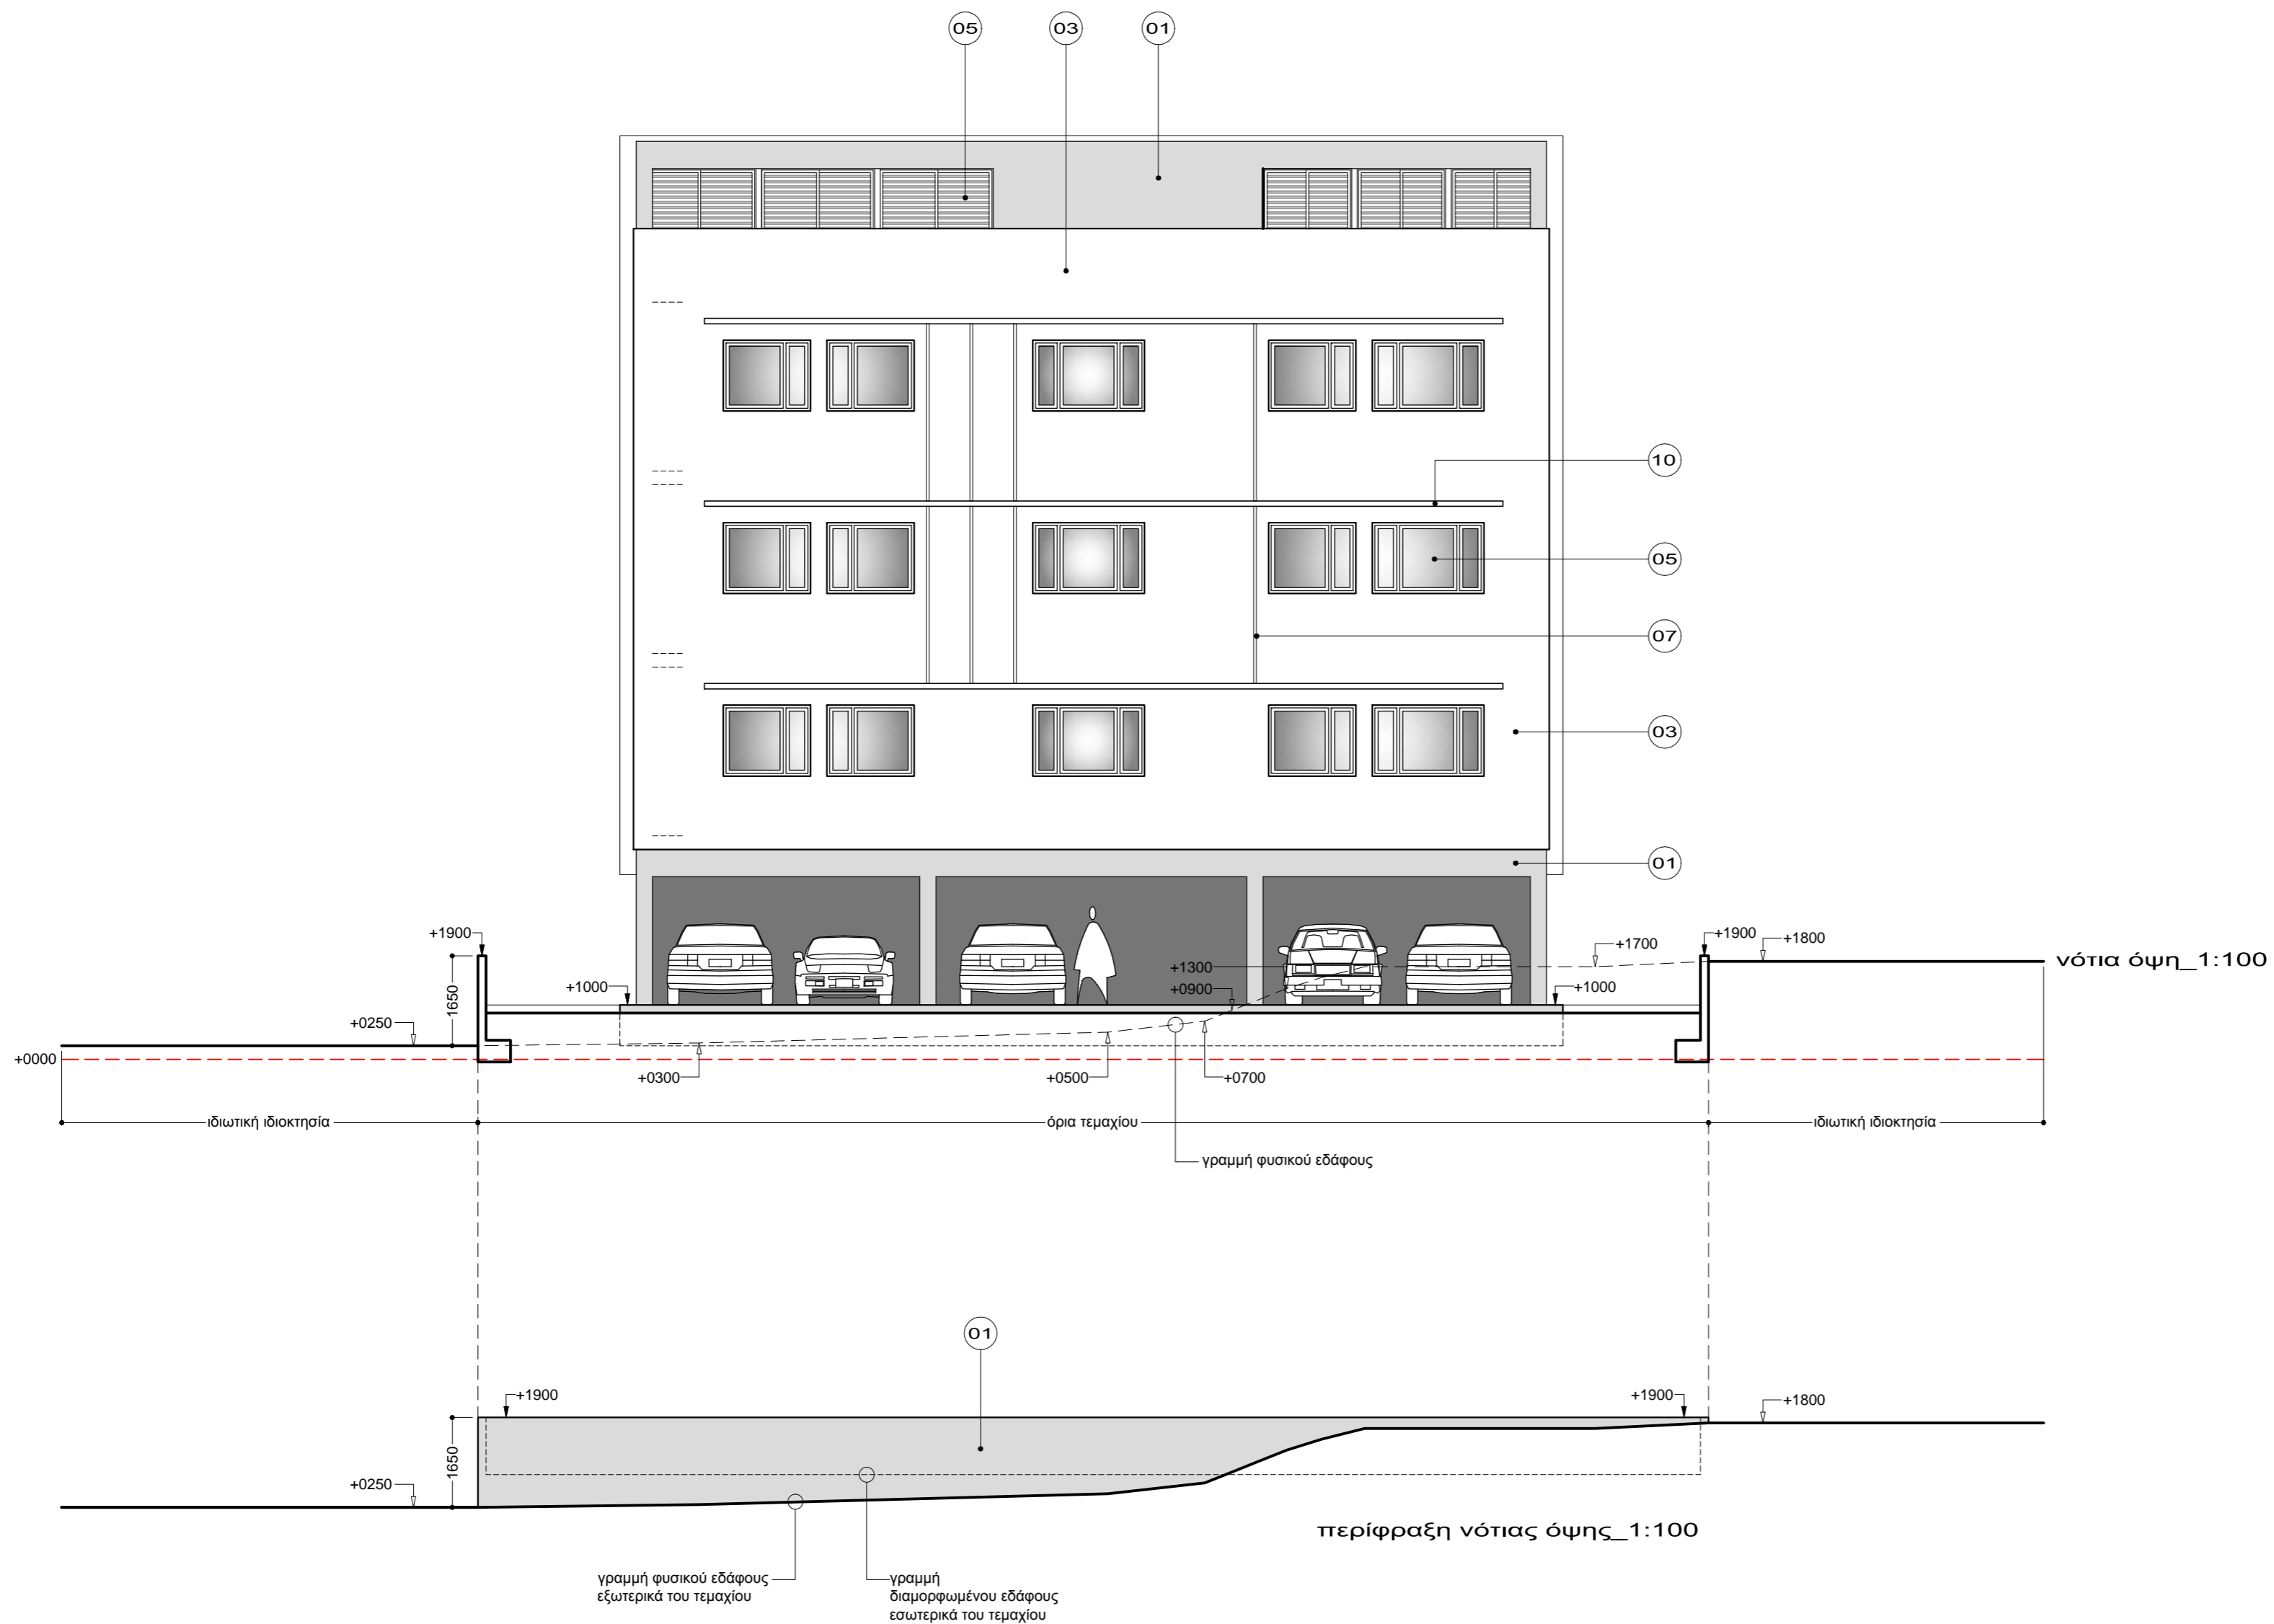 05
03
01
10
05
07
03
01
+1900
+1700
+1900
+1800
νότια όψη_1:100
+1300
+1000
+0900
+1000
1650
+0250
+0000
+0300
+0500
+0700
ιδιωτική ιδιοκτησία
όρια τεμαχίου
ιδιωτική ιδιοκτησία
γραμμή φυσικού εδάφους
01
+1900
+1900
+1800
1650
+0250
περίφραξη νότιας όψης_1:100
γραμμή φυσικού εδάφους
εξωτερικά του τεμαχίου
γραμμή
διαμορφωμένου εδάφους
εσωτερικά του τεμαχίου